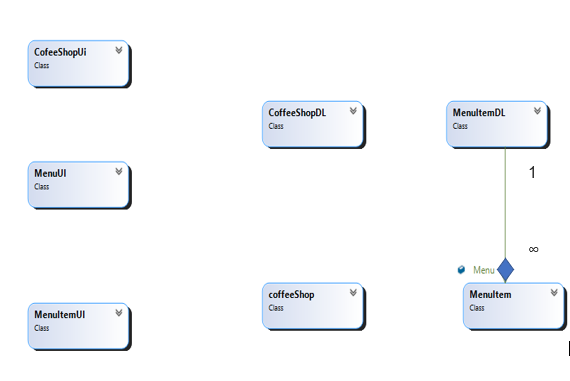 CofeeShopUi
Class
CoffeeShopDL
Class
MenuItemDL
Class
MenuUI
Class
1
∞
Menu
coffeeShop
Class
MenuItem
Class
MenuItemUI
Class